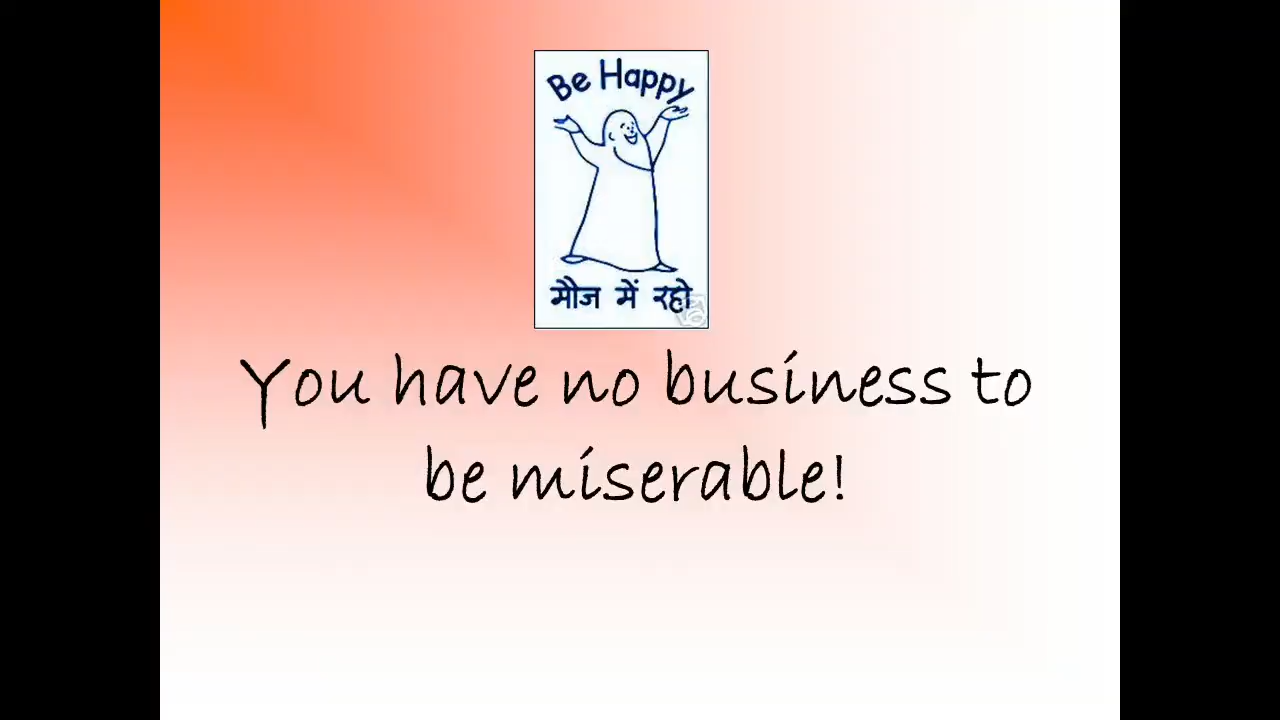 Be Happy
मौज में रहो
You have no business to
be miserable!